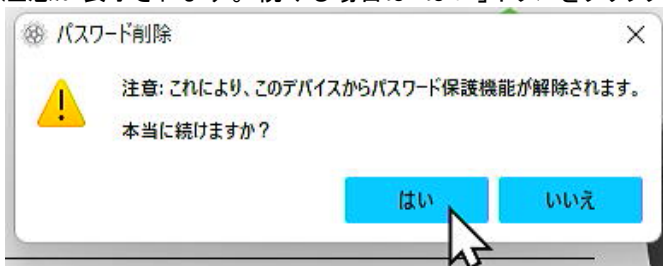 パスワード削除
注意: これにより、このデバイスからパスワード保護機能が解除されます。
本当に続けますか？
はい
いいえ